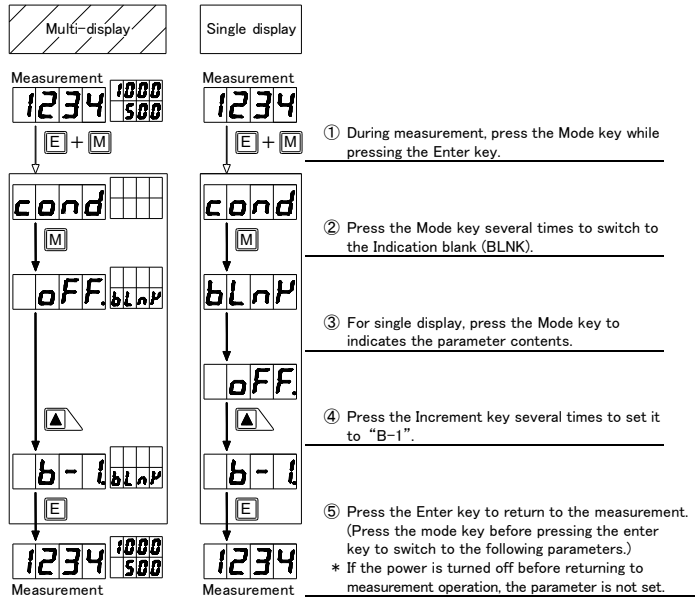 Multi-display
Single display
Measurement
Measurement
1234 1000 500
1234
E + M
E + M
① During measurement, press the Mode key while
pressing the Enter key.
cond
cond
M
M
② Press the Mode key several times to switch to
the Indication blank (BLNK).
oFF. bLnK
bLnK
③ For single display, press the Mode key to
indicates the parameter contents.
oFF.
▲
▲
④ Press the Increment key several times to set it
to “B-1”.
b-1. bLnK
b-1
E
E
⑤ Press the Enter key to return to the measurement.
(Press the mode key before pressing the enter
key to switch to the following parameters.)
1234 1000 500
1234
* If the power is turned off before returning to
measurement operation, the parameter is not set.
Measurement
Measurement